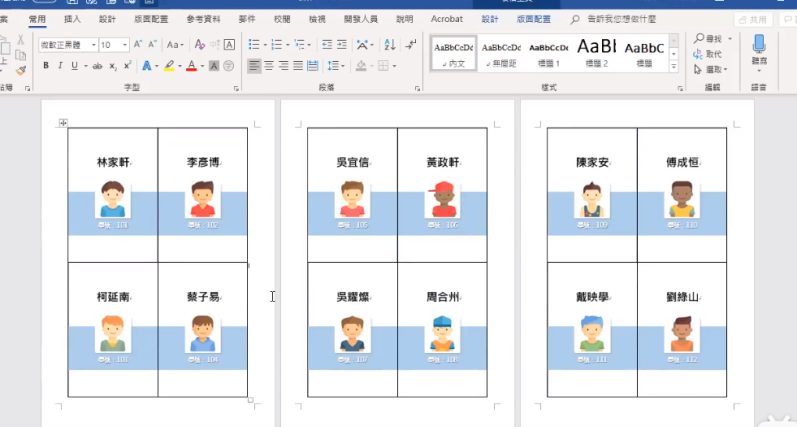 常用 插入 設計 版面配置 參考資料 郵件 校閱 檢視 開發人員 說明 Acrobat 設計 版面配置 告訴我您想做什麼 共用
微軟正黑體 10 A A Aa
B I U ab x₂ x²
AaBbCcDc AaBbCcDc AaBbCcDc AaBl AaBbC
內文 無間距 標題 1 標題 2 標題
尋找
取代
選取
聽寫
字型 段落 樣式 編輯 語音
林家軒 李彥博 吳宜信 黃政軒 陳家安 傅成恒
學號：101 學號：102 學號：105 學號：106 學號：109 學號：110
柯延南 蔡子易 吳耀燦 周合州 戴映學 劉綠山
學號：103 學號：104 學號：107 學號：108 學號：111 學號：112